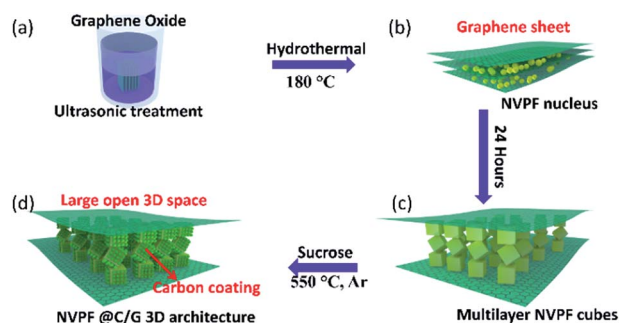 (a)
Graphene Oxide
Ultrasonic treatment
Hydrothermal
180 °C
(b)
Graphene sheet
NVPF nucleus
24 Hours
(c)
Multilayer NVPF cubes
Sucrose
550 °C, Ar
(d)
Large open 3D space
Carbon coating
NVPF @C/G 3D architecture